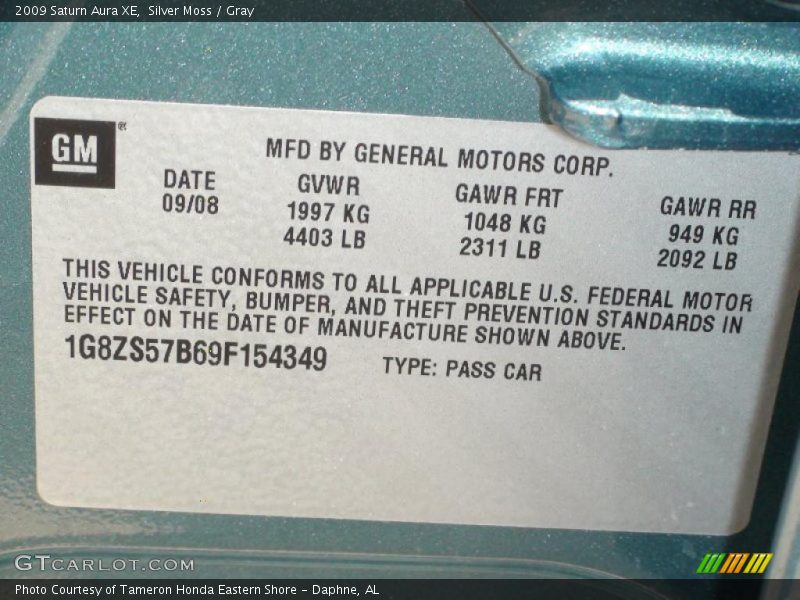 2009 Saturn Aura XE, Silver Moss / Gray
GM®
MFD BY GENERAL MOTORS CORP.
DATE GVWR GAWR FRT GAWR RR
09/08 1997 KG 1048 KG 949 KG
4403 LB 2311 LB 2092 LB
THIS VEHICLE CONFORMS TO ALL APPLICABLE U.S. FEDERAL MOTOR
VEHICLE SAFETY, BUMPER, AND THEFT PREVENTION STANDARDS IN
EFFECT ON THE DATE OF MANUFACTURE SHOWN ABOVE.
1G8ZS57B69F154349 TYPE: PASS CAR
GTCARLOT.COM
Photo Courtesy of Tameron Honda Eastern Shore – Daphne, AL